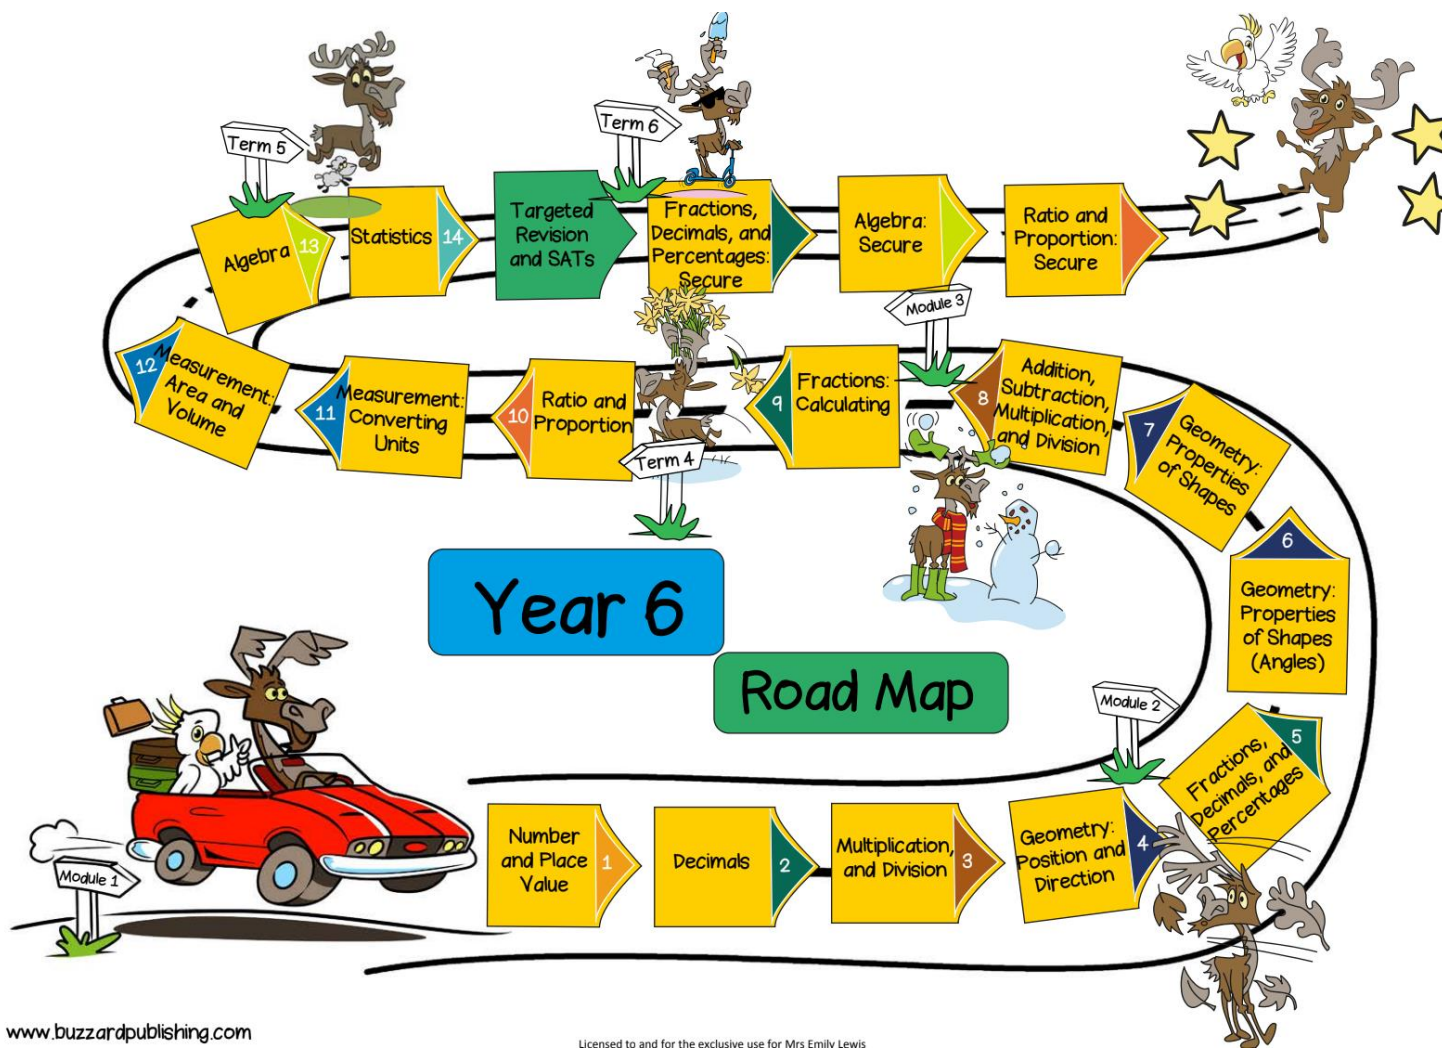 Module 1
Number
and Place
Value
1
Decimals
2
Multiplication,
and Division
3
Geometry:
Position and
Direction
4
Module 2
Fractions,
Decimals, and
Percentages
5
6
Geometry:
Properties
of Shapes
(Angles)
7
Geometry:
Properties
of Shapes
8
Addition,
Subtraction,
Multiplication,
and Division
Module 3
9
Fractions:
Calculating
Term 4
10
Ratio and
Proportion
11
Measurement:
Converting
Units
12
Measurement:
Area and
Volume
Term 5
Algebra
13
Statistics
14
Targeted
Revision
and SATs
Term 6
Fractions,
Decimals, and
Percentages:
Secure
Algebra:
Secure
Ratio and
Proportion:
Secure
Year 6
Road Map
www.buzzardpublishing.com
Licensed to and for the exclusive use for Mrs Emily Lewis